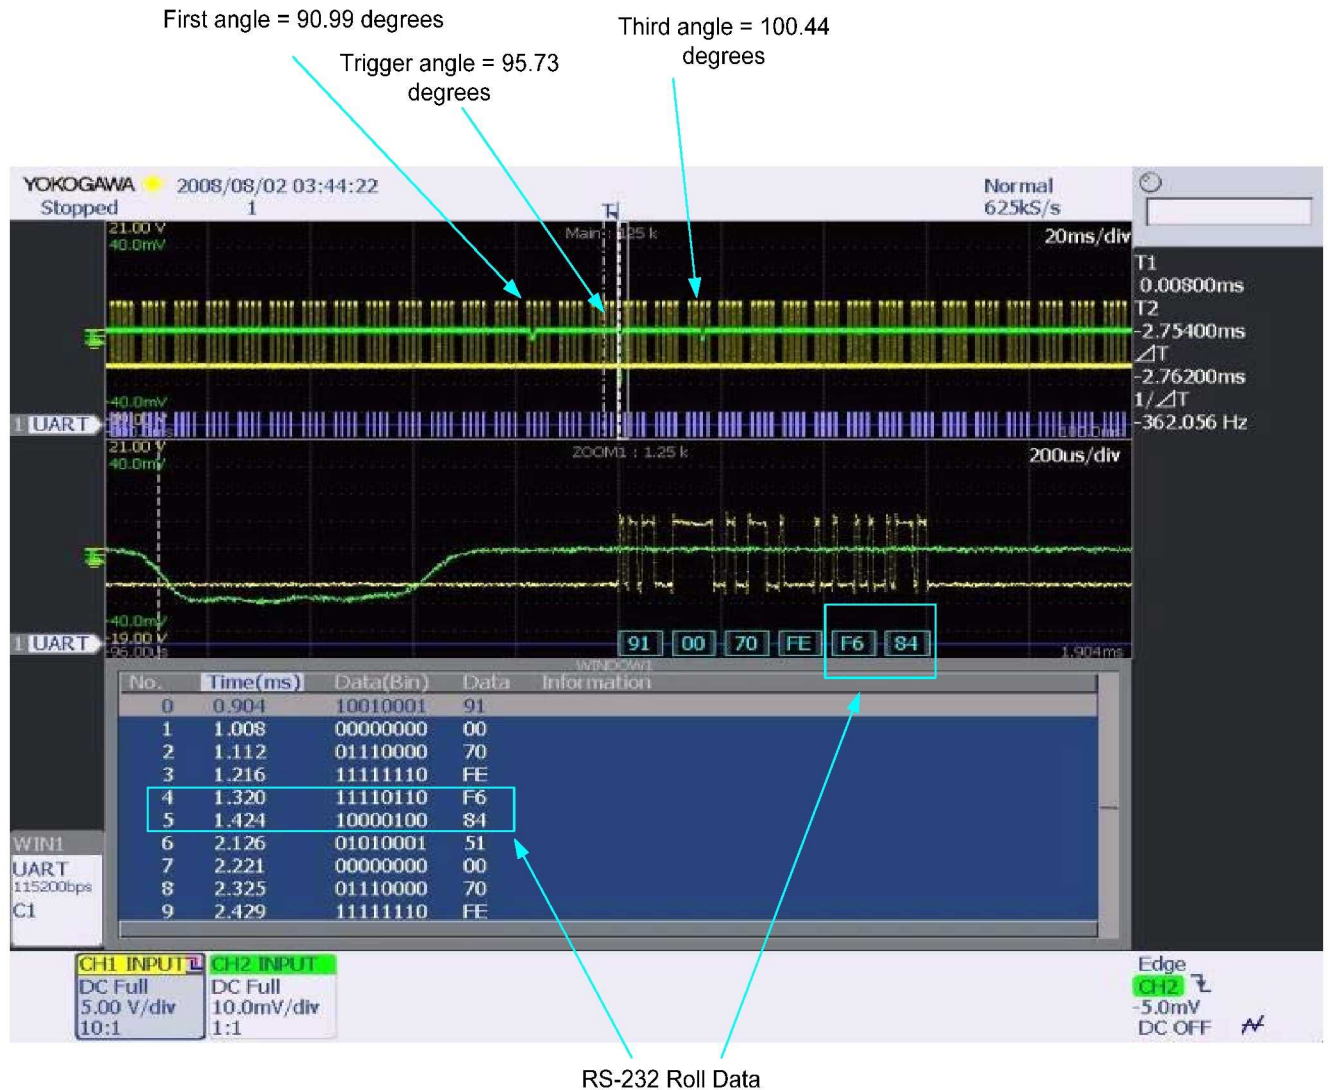 First angle = 90.99 degrees
Trigger angle = 95.73
degrees
Third angle = 100.44
degrees
YOKOGAWA 2008/08/02 03:44:22
Stopped 1
Normal
625kS/s
21.00 V
40.0mV
Main : 125 k
20ms/div
T1
0.00800ms
T2
-2.75400ms
⊿T
-2.76200ms
1/⊿T
-362.056 Hz
-40.0mV
1 UART
21.00 V
40.0mV
ZOOM1 : 1.25 k
200us/div
-40.0mV
-19.00 V
1 UART
-96.00us
91 00 70 FE F6 84
1.904ms
WINDOW1
No. Time(ms) Data(Bin) Data Information
0 0.904 10010001 91
1 1.008 00000000 00
2 1.112 01110000 70
3 1.216 11111110 FE
4 1.320 11110110 F6
5 1.424 10000100 84
6 2.126 01010001 51
7 2.221 00000000 00
8 2.325 01110000 70
9 2.429 11111110 FE
WIN1
UART
115200bps
C1
CH1 INPUT
DC Full
5.00 V/div
10:1
CH2 INPUT
DC Full
10.0mV/div
1:1
Edge
CH2
-5.0mV
DC OFF
RS-232 Roll Data